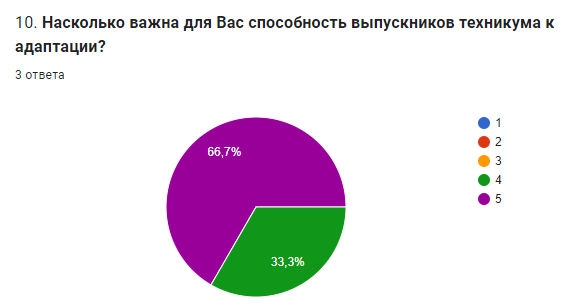 10. Насколько важна для Вас способность выпускников техникума к
адаптации?
3 ответа
66,7%
33,3%
1
2
3
4
5